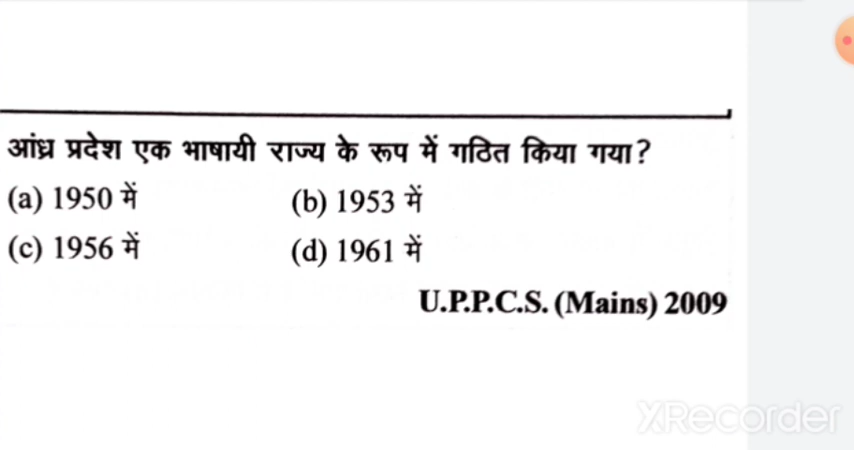 आंध्र प्रदेश एक भाषायी राज्य के रूप में गठित किया गया?
(a) 1950 में (b) 1953 में
(c) 1956 में (d) 1961 में
U.P.P.C.S. (Mains) 2009
XRecorder